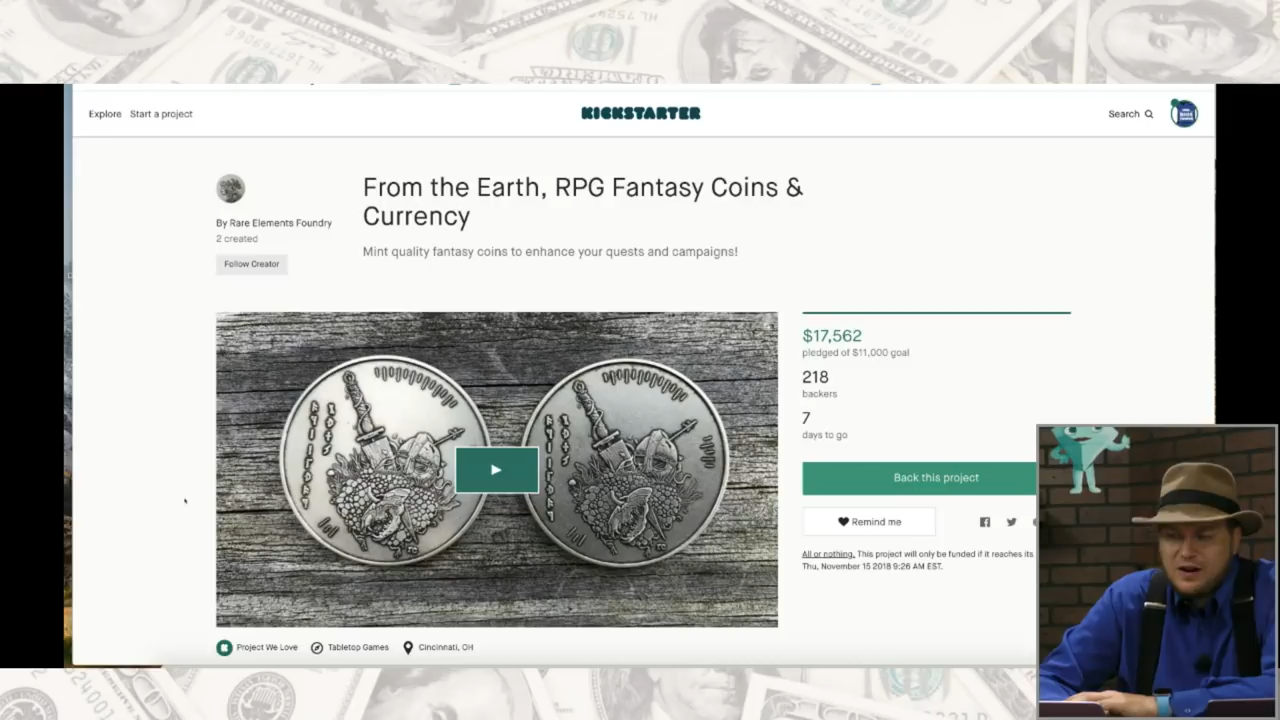 Explore Start a project
KICKSTARTER
Search
From the Earth, RPG Fantasy Coins &
Currency
By Rare Elements Foundry
2 created
Mint quality fantasy coins to enhance your quests and campaigns!
Follow Creator
$17,562
pledged of $11,000 goal
218
backers
7
days to go
Back this project
Remind me
All or nothing. This project will only be funded if it reaches its
Thu, November 15 2018 9:26 AM EST.
Project We Love
Tabletop Games
Cincinnati, OH